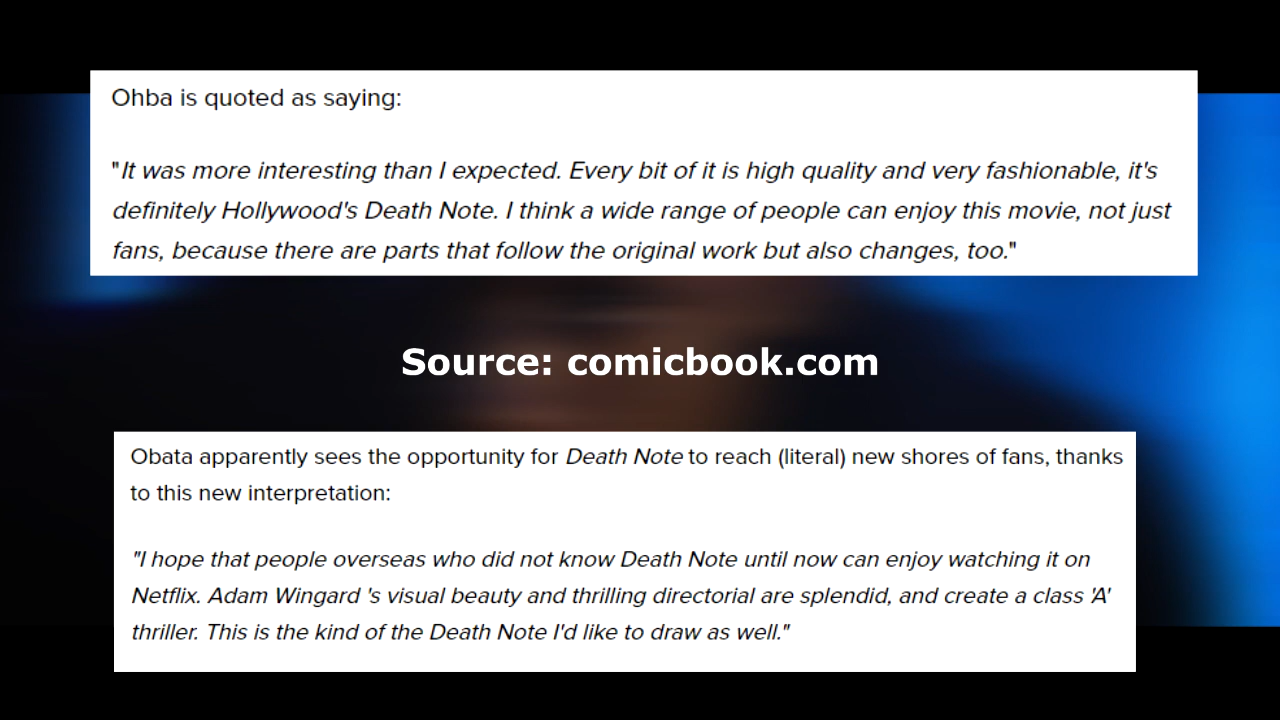 Ohba is quoted as saying:
"It was more interesting than I expected. Every bit of it is high quality and very fashionable, it's
definitely Hollywood's Death Note. I think a wide range of people can enjoy this movie, not just
fans, because there are parts that follow the original work but also changes, too."
Source: comicbook.com
Obata apparently sees the opportunity for Death Note to reach (literal) new shores of fans, thanks
to this new interpretation:
"I hope that people overseas who did not know Death Note until now can enjoy watching it on
Netflix. Adam Wingard 's visual beauty and thrilling directorial are splendid, and create a class 'A'
thriller. This is the kind of the Death Note I'd like to draw as well."